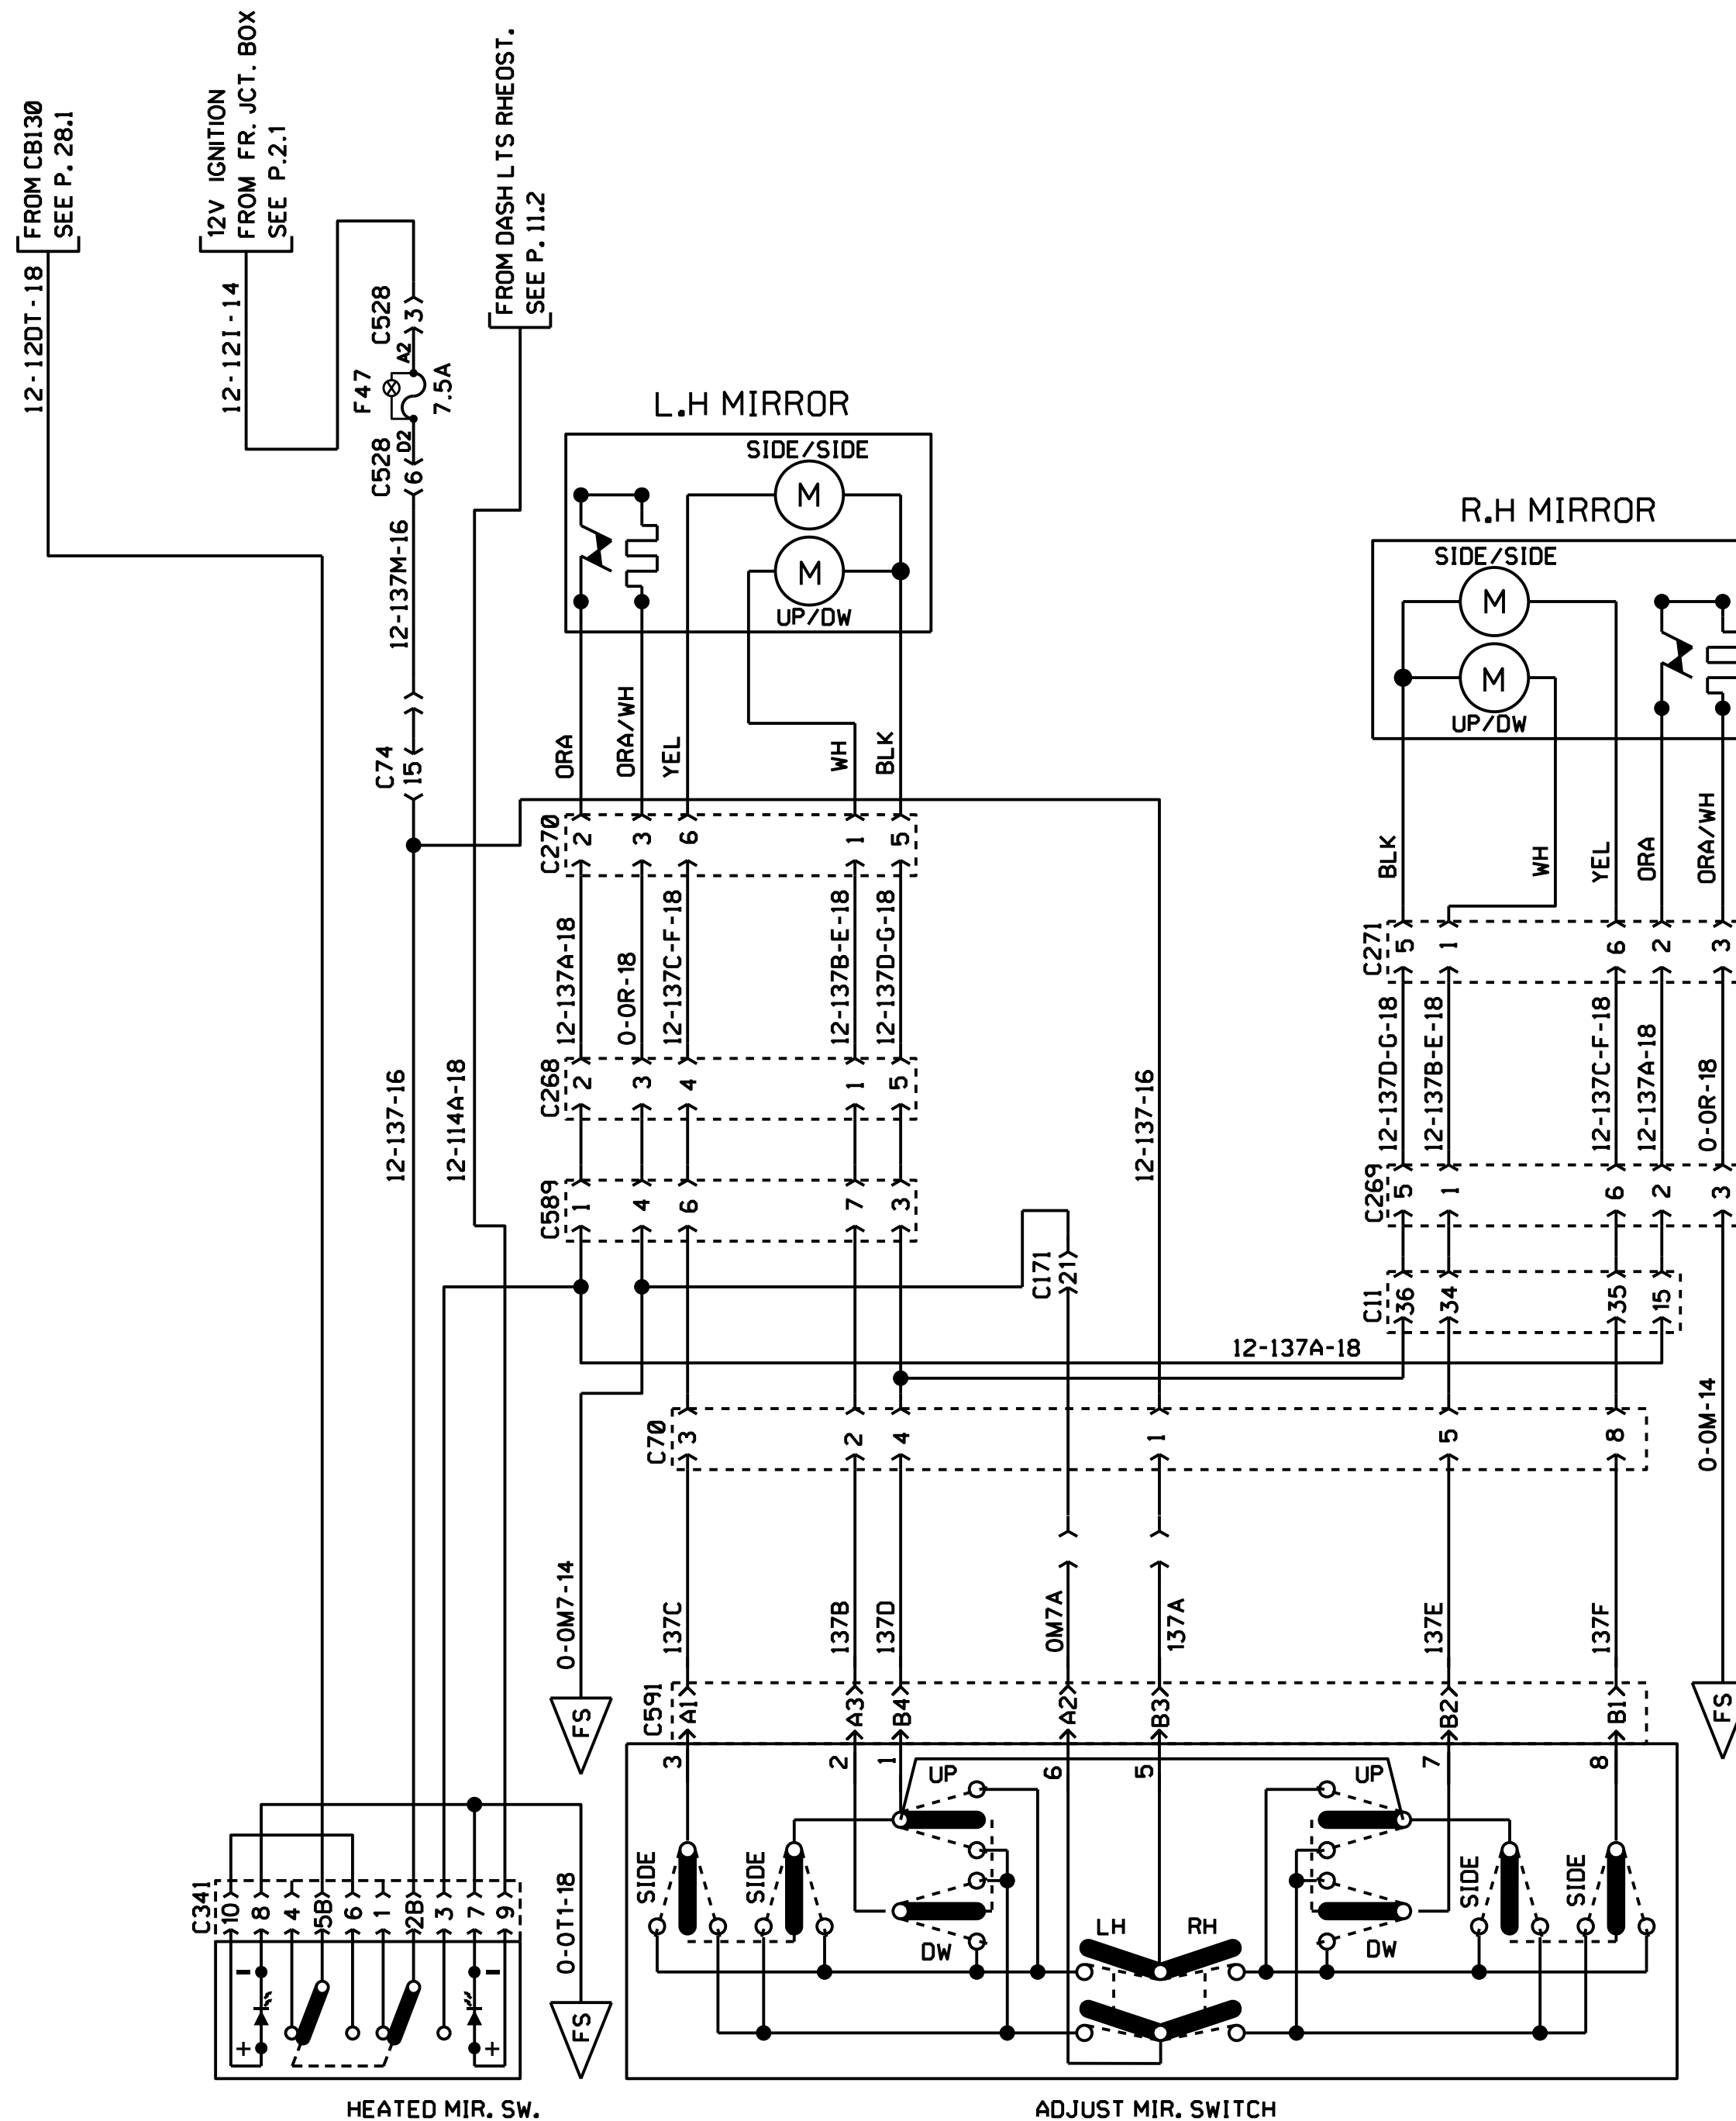 FROM CB130
SEE P. 28.1
12V IGNITION
FROM FR. JCT. BOX
SEE P.2.1
FROM DASH LTS RHEOST.
SEE P. 11.2
12-12DT-18
12-12I-14
C528
3
A2
F47
7.5A
D2
C528
6
12-137M-16
C74
15
L.H MIRROR
SIDE/SIDE
M
M
UP/DW
ORA
ORA/WH
YEL
WH
BLK
R.H MIRROR
SIDE/SIDE
M
M
UP/DW
BLK
WH
YEL
ORA
ORA/WH
C270
2
3
6
1
5
12-137A-18
0-0R-18
12-137C-F-18
12-137B-E-18
12-137D-G-18
C268
2
3
4
1
5
C589
1
4
6
7
3
12-137-16
12-114A-18
12-137-16
C271
5
1
6
2
3
12-137D-G-18
12-137B-E-18
12-137C-F-18
12-137A-18
0-0R-18
C269
5
1
6
2
3
C171
21
C11
36
34
35
15
12-137A-18
C70
3
2
4
1
5
8
0-0M-14
0-0M7-14
137C
137B
137D
0M7A
137A
137E
137F
FS
FS
C591
A1
A3
B4
A2
B3
B2
B1
3
2
1
6
5
7
8
UP
UP
SIDE
SIDE
SIDE
SIDE
DW
DW
LH
RH
C341
10
8
4
5B
6
1
2B
3
7
9
0-0T1-18
FS
-
-
+
+
HEATED MIR. SW.
ADJUST MIR. SWITCH